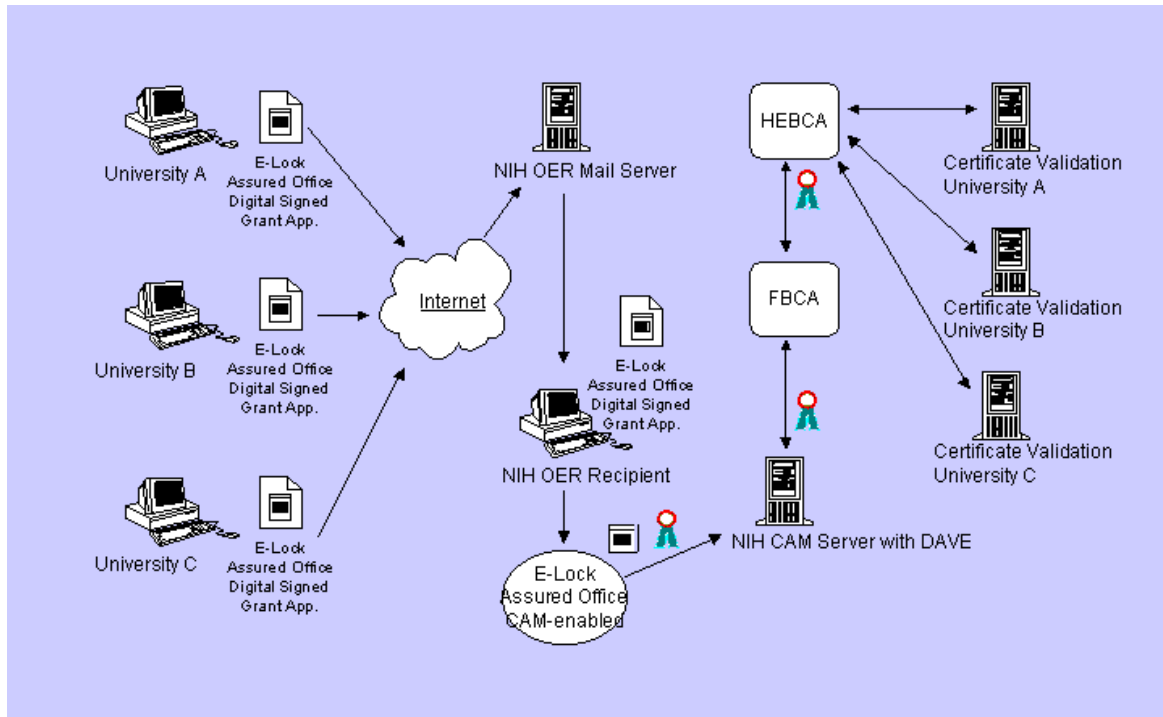 University A
E-Lock
Assured Office
Digital Signed
Grant App.
University B
E-Lock
Assured Office
Digital Signed
Grant App.
University C
E-Lock
Assured Office
Digital Signed
Grant App.
Internet
NIH OER Mail Server
E-Lock
Assured Office
Digital Signed
Grant App.
NIH OER Recipient
E-Lock
Assured Office
CAM-enabled
NIH CAM Server with DAVE
FBCA
HEBCA
Certificate Validation
University A
Certificate Validation
University B
Certificate Validation
University C